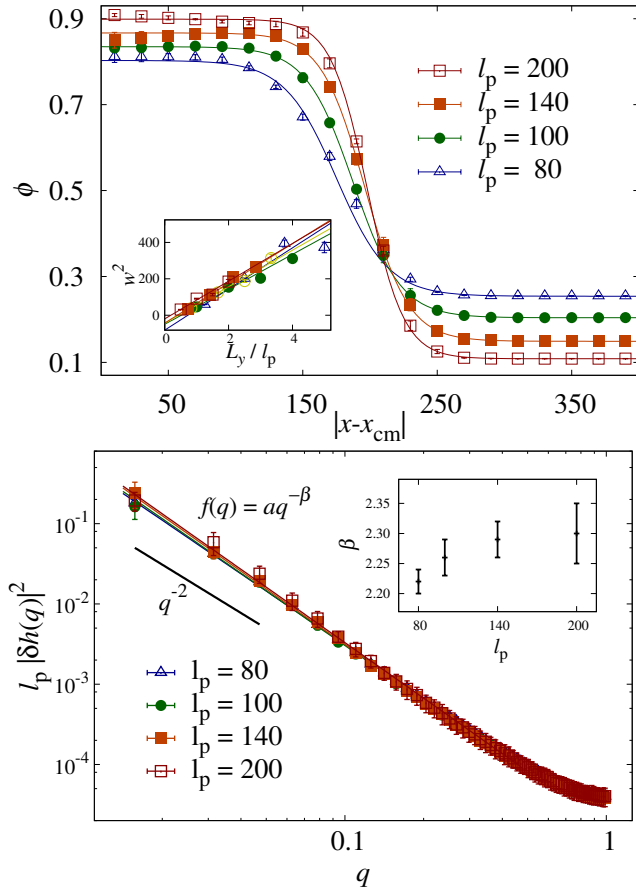 0.9
0.7
0.5
0.3
0.1
ϕ
l_p = 200
l_p = 140
l_p = 100
l_p = 80
400
200
0
w^2
0 2 4
L_y / l_p
50 150 250 350
|x-x_cm|
10^-1
10^-2
10^-3
10^-4
l_p |δh(q)|^2
f(q) = aq^-β
q^-2
2.30
2.25
2.20
β
80 140 200
l_p
l_p = 80
l_p = 100
l_p = 140
l_p = 200
0.1 1
q